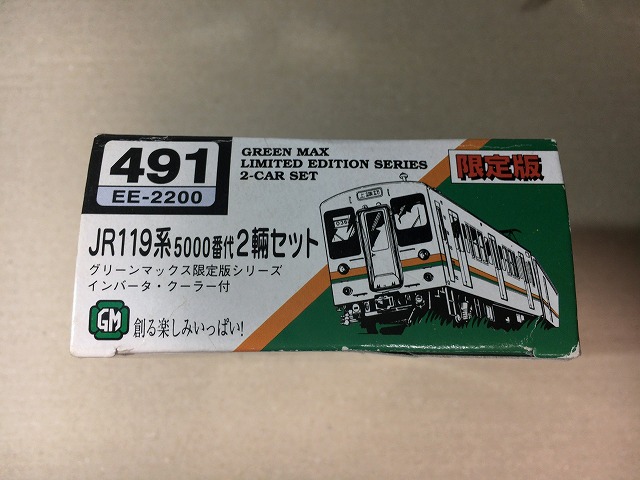 491
EE-2200
GREEN MAX
LIMITED EDITION SERIES
2-CAR SET
限定版
JR119系5000番代2輛セット
グリーンマックス限定版シリーズ
インバータ・クーラー付
GM
創る楽しみいっぱい!